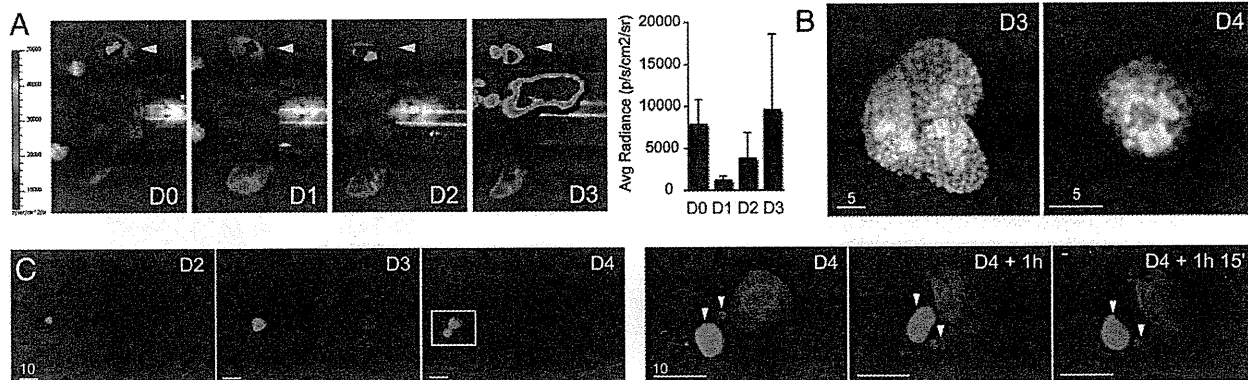 A
D0
D1
D2
D3
Avg Radiance (p/s/cm2/sr)
20000
15000
10000
5000
0
D0 D1 D2 D3
B
D3
5
D4
5
C
D2
10
D3
D4
D4
10
D4 + 1h
D4 + 1h 15'